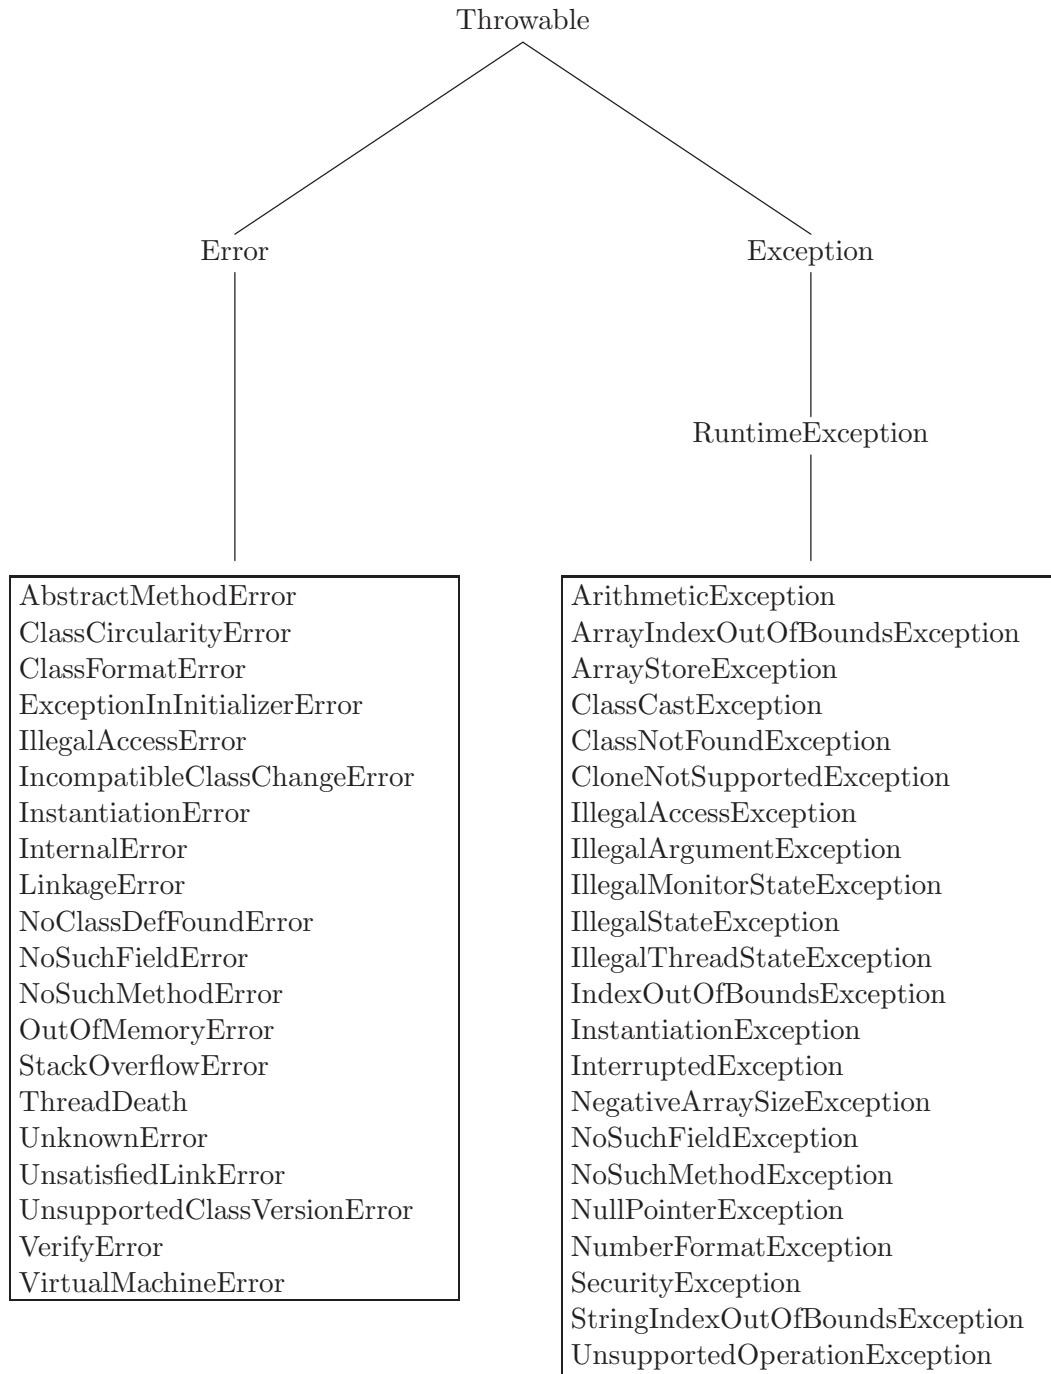 Throwable
Error
Exception
RuntimeException
AbstractMethodError
ClassCircularityError
ClassFormatError
ExceptionInInitializerError
IllegalAccessError
IncompatibleClassChangeError
InstantiationError
InternalError
LinkageError
NoClassDefFoundError
NoSuchFieldError
NoSuchMethodError
OutOfMemoryError
StackOverflowError
ThreadDeath
UnknownError
UnsatisfiedLinkError
UnsupportedClassVersionError
VerifyError
VirtualMachineError
ArithmeticException
ArrayIndexOutOfBoundsException
ArrayStoreException
ClassCastException
ClassNotFoundException
CloneNotSupportedException
IllegalAccessException
IllegalArgumentException
IllegalMonitorStateException
IllegalStateException
IllegalThreadStateException
IndexOutOfBoundsException
InstantiationException
InterruptedException
NegativeArraySizeException
NoSuchFieldException
NoSuchMethodException
NullPointerException
NumberFormatException
SecurityException
StringIndexOutOfBoundsException
UnsupportedOperationException